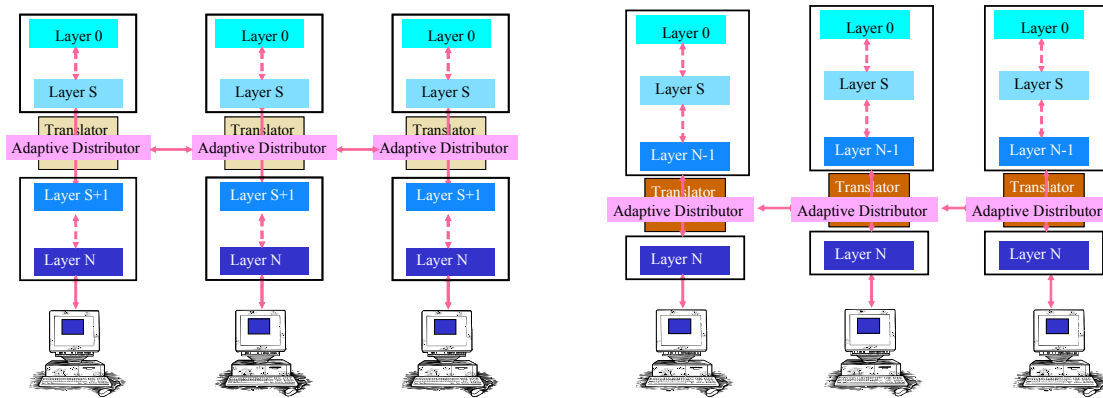 Layer 0
Layer S
Translator
Adaptive Distributor
Layer S+1
Layer N
Layer 0
Layer S
Translator
Adaptive Distributor
Layer S+1
Layer N
Layer 0
Layer S
Translator
Adaptive Distributor
Layer S+1
Layer N
Layer 0
Layer S
Layer N-1
Translator
Adaptive Distributor
Layer N
Layer 0
Layer S
Layer N-1
Translator
Adaptive Distributor
Layer N
Layer 0
Layer S
Layer N-1
Translator
Adaptive Distributor
Layer N